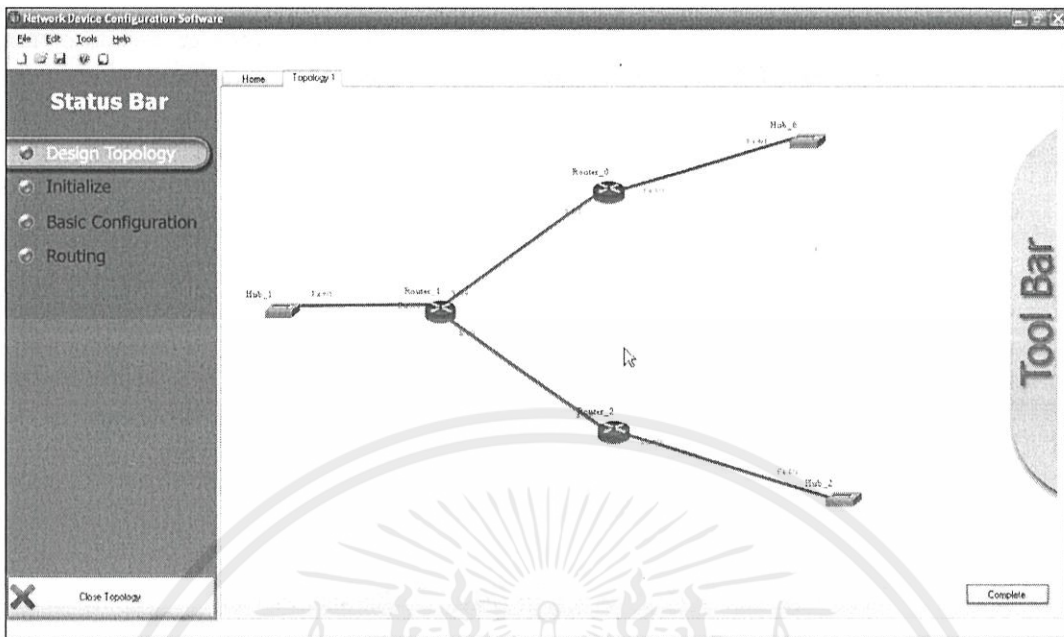 Network Device Configuration Software
File Edit Tools Help
Home Topology 1
Status Bar
Design Topology
Initialize
Basic Configuration
Routing
Hub_1
Router_1
Router_0
Router_2
Hub_2
Tool Bar
Close Topology
Complete